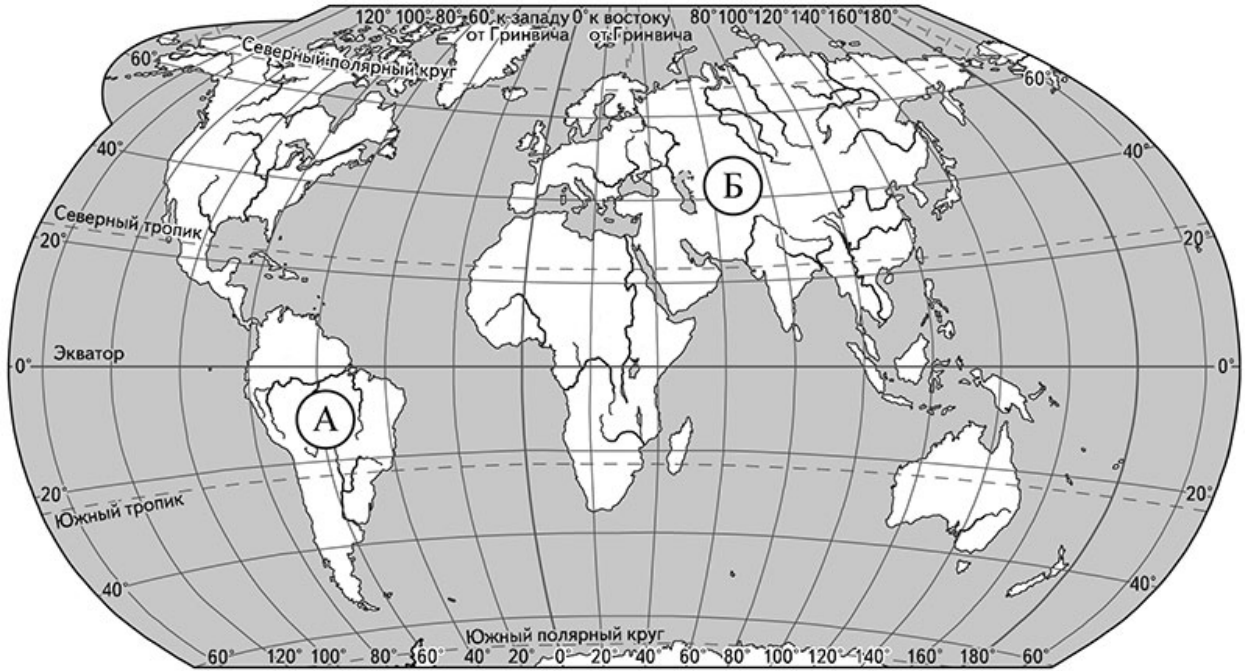 120° 100° 80° 60° к западу 0° к востоку 80° 100° 120° 140° 160° 180°
от Гринвича от Гринвича
Северный полярный круг
60° 60°
40° 40°
Б
Северный тропик
20° 20°
Экватор
0° 0°
А
20° 20°
Южный тропик
40° 40°
Южный полярный круг
60° 120° 100° 80° 60° 40° 20° 0° 20° 40° 60° 80° 100° 120° 140° 160° 60°